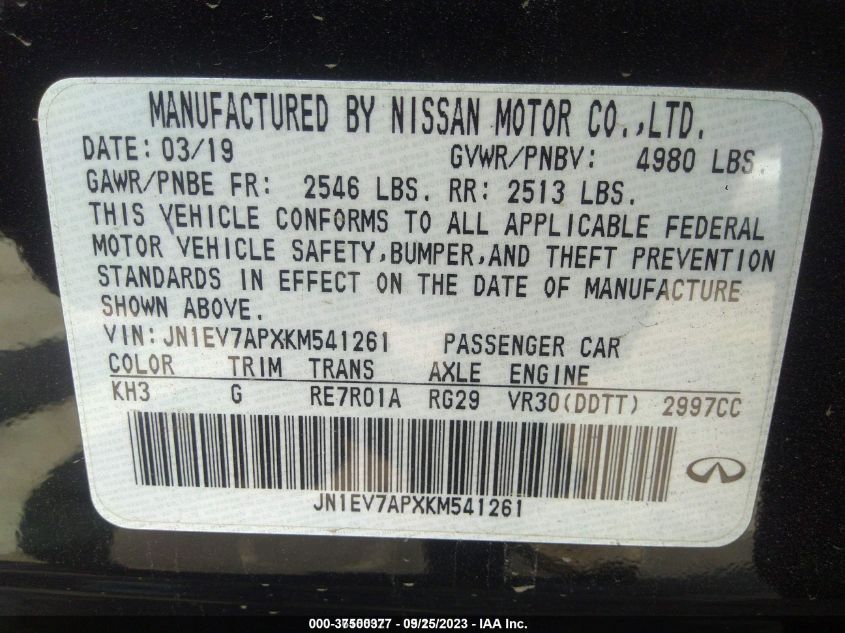 MANUFACTURED BY NISSAN MOTOR CO.,LTD.
DATE: 03/19 GVWR/PNBV: 4980 LBS
GAWR/PNBE FR: 2546 LBS. RR: 2513 LBS.
THIS VEHICLE CONFORMS TO ALL APPLICABLE FEDERAL
MOTOR VEHICLE SAFETY,BUMPER,AND THEFT PREVENTION
STANDARDS IN EFFECT ON THE DATE OF MANUFACTURE
SHOWN ABOVE.
VIN:JN1EV7APXKM541261 PASSENGER CAR
COLOR TRIM TRANS AXLE ENGINE
KH3 G RE7R01A RG29 VR30(DDTT) 2997CC
JN1EV7APXKM541261
- 09/25/2023 - IAA Inc.